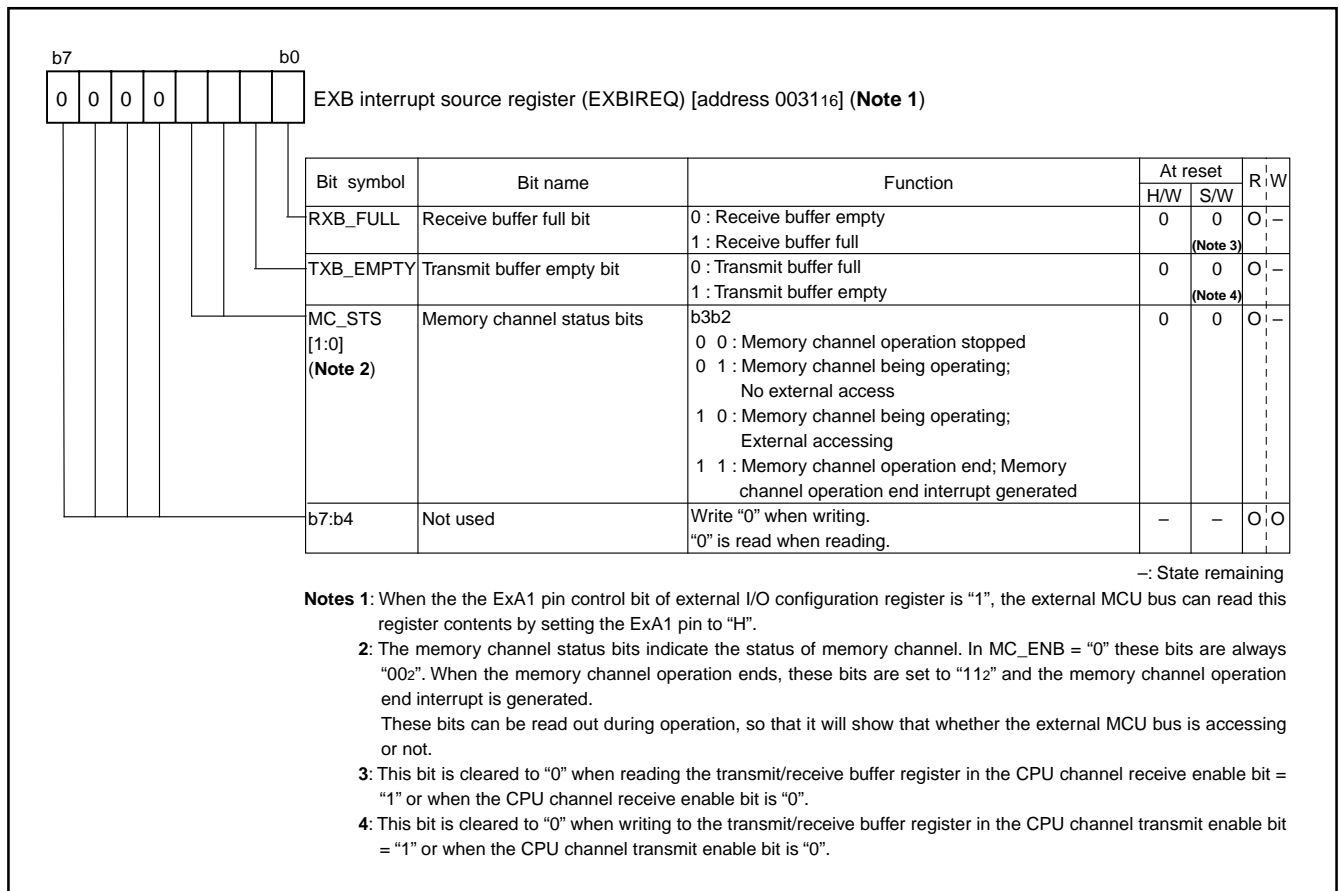 b7 b0
0 0 0 0
EXB interrupt source register (EXBIREQ) [address 003116] (Note 1)
Bit symbol Bit name Function At reset R W
H/W S/W
RXB_FULL Receive buffer full bit 0 : Receive buffer empty 0 0 O –
1 : Receive buffer full (Note 3)
TXB_EMPTY Transmit buffer empty bit 0 : Transmit buffer full 0 0 O –
1 : Transmit buffer empty (Note 4)
MC_STS Memory channel status bits b3b2 0 0 O –
[1:0] 0 0 : Memory channel operation stopped
(Note 2) 0 1 : Memory channel being operating;
No external access
1 0 : Memory channel being operating;
External accessing
1 1 : Memory channel operation end; Memory
channel operation end interrupt generated
b7:b4 Not used Write “0” when writing. – – O O
“0” is read when reading.
–: State remaining
Notes 1: When the the ExA1 pin control bit of external I/O configuration register is “1”, the external MCU bus can read this
register contents by setting the ExA1 pin to “H”.
2: The memory channel status bits indicate the status of memory channel. In MC_ENB = “0” these bits are always
“002”. When the memory channel operation ends, these bits are set to “112” and the memory channel operation
end interrupt is generated.
These bits can be read out during operation, so that it will show that whether the external MCU bus is accessing
or not.
3: This bit is cleared to “0” when reading the transmit/receive buffer register in the CPU channel receive enable bit =
“1” or when the CPU channel receive enable bit is “0”.
4: This bit is cleared to “0” when writing to the transmit/receive buffer register in the CPU channel transmit enable bit
= “1” or when the CPU channel transmit enable bit is “0”.